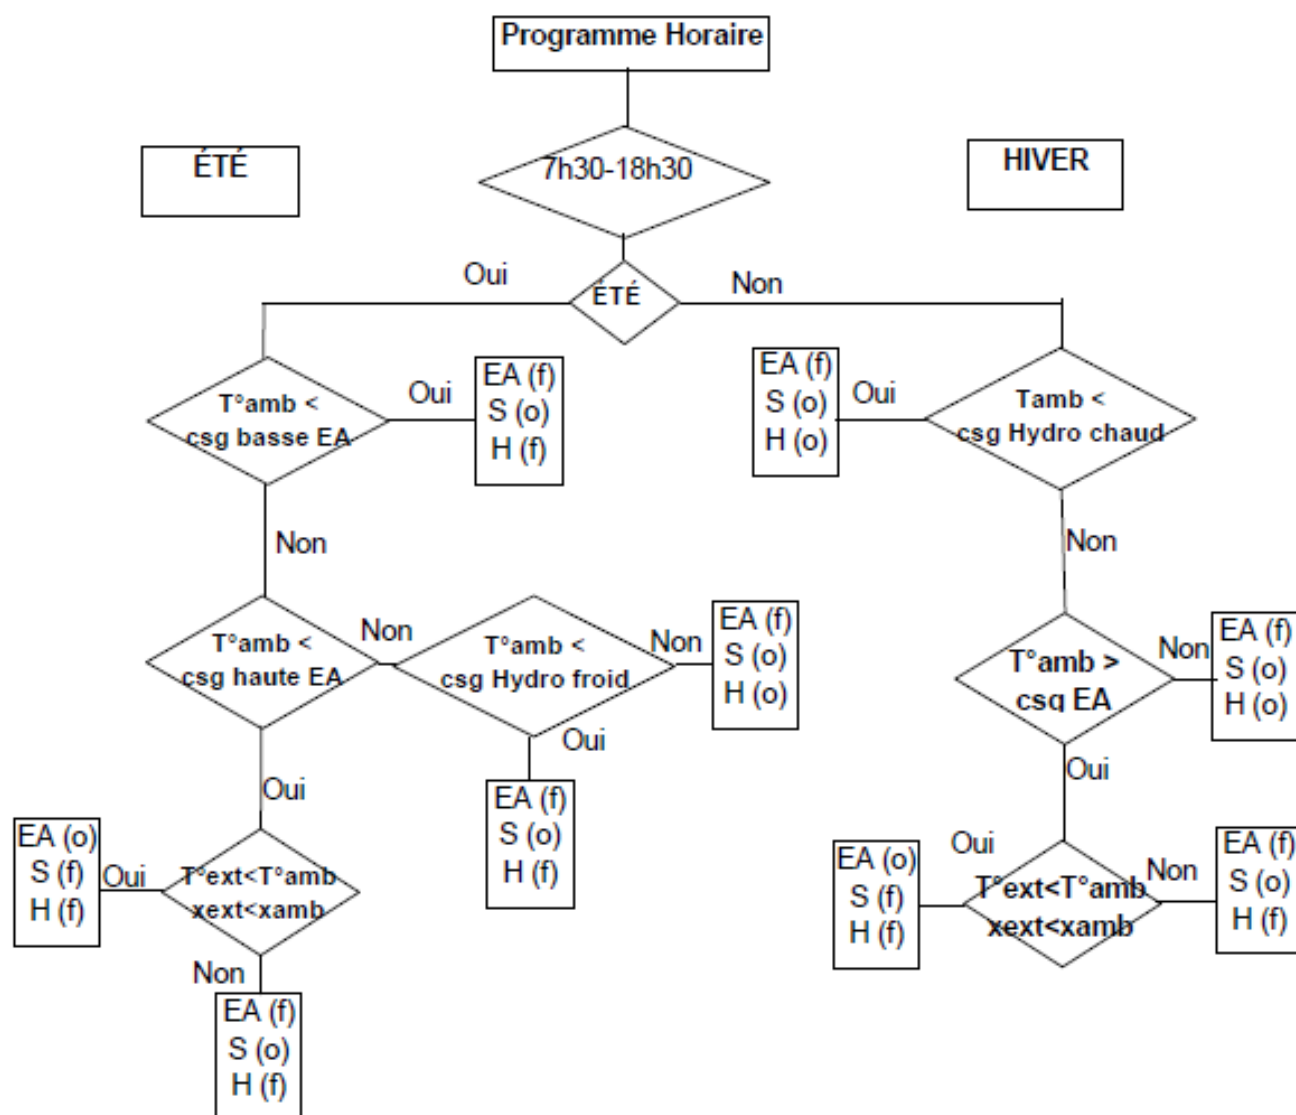 Programme Horaire
ÉTÉ
7h30-18h30
HIVER
Oui
ÉTÉ
Non
T°amb <
csg basse EA
Oui
EA (f)
S (o)
H (f)
EA (f)
S (o)
H (o)
Oui
Tamb <
csg Hydro chaud
Non
Non
T°amb <
csg haute EA
Non
T°amb <
csg Hydro froid
Non
EA (f)
S (o)
H (o)
T°amb >
csg EA
Non
EA (f)
S (o)
H (o)
Oui
Oui
EA (f)
S (o)
H (f)
Oui
EA (o)
S (f)
H (f)
Oui
T°ext<T°amb
xext<xamb
Non
EA (f)
S (o)
H (f)
EA (o)
S (f)
H (f)
Oui
T°ext<T°amb
xext<xamb
Non
EA (f)
S (o)
H (f)